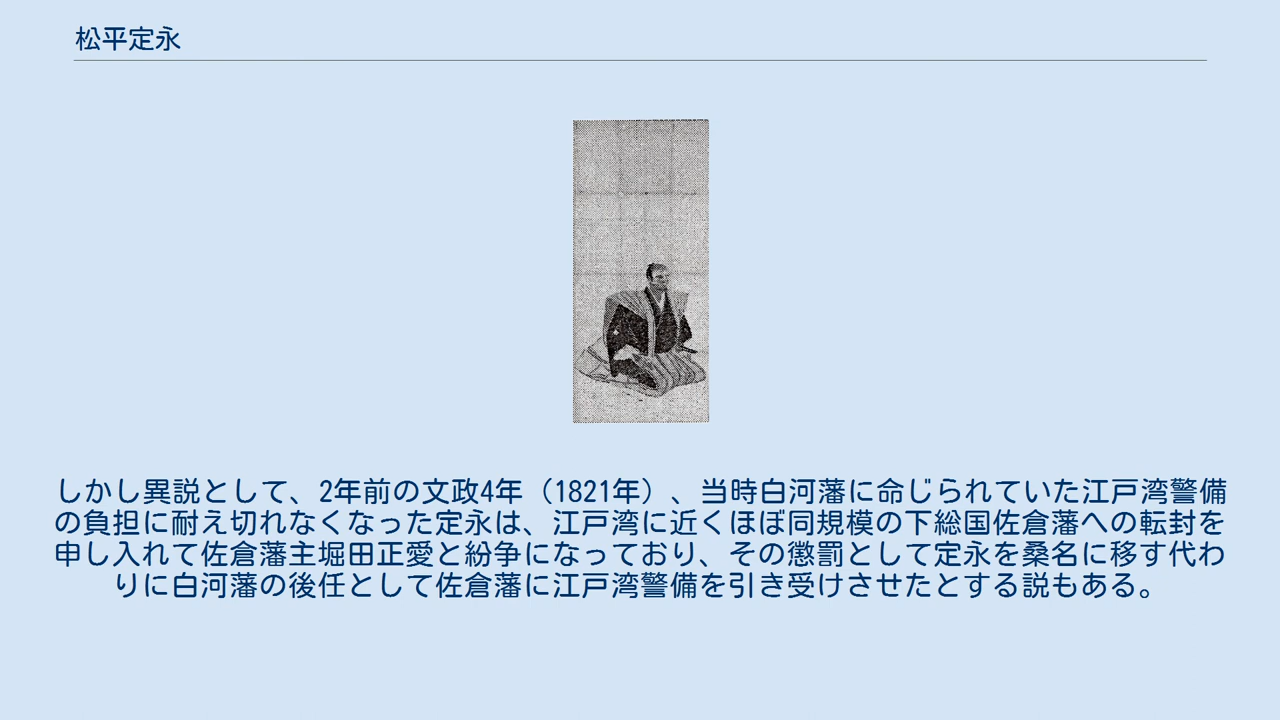 松平定永
しかし異説として、2年前の文政4年（1821年）、当時白河藩に命じられていた江戸湾警備
の負担に耐え切れなくなった定永は、江戸湾に近くほぼ同規模の下総国佐倉藩への転封を
申し入れて佐倉藩主堀田正愛と紛争になっており、その懲罰として定永を桑名に移す代わ
りに白河藩の後任として佐倉藩に江戸湾警備を引き受けさせたとする説もある。